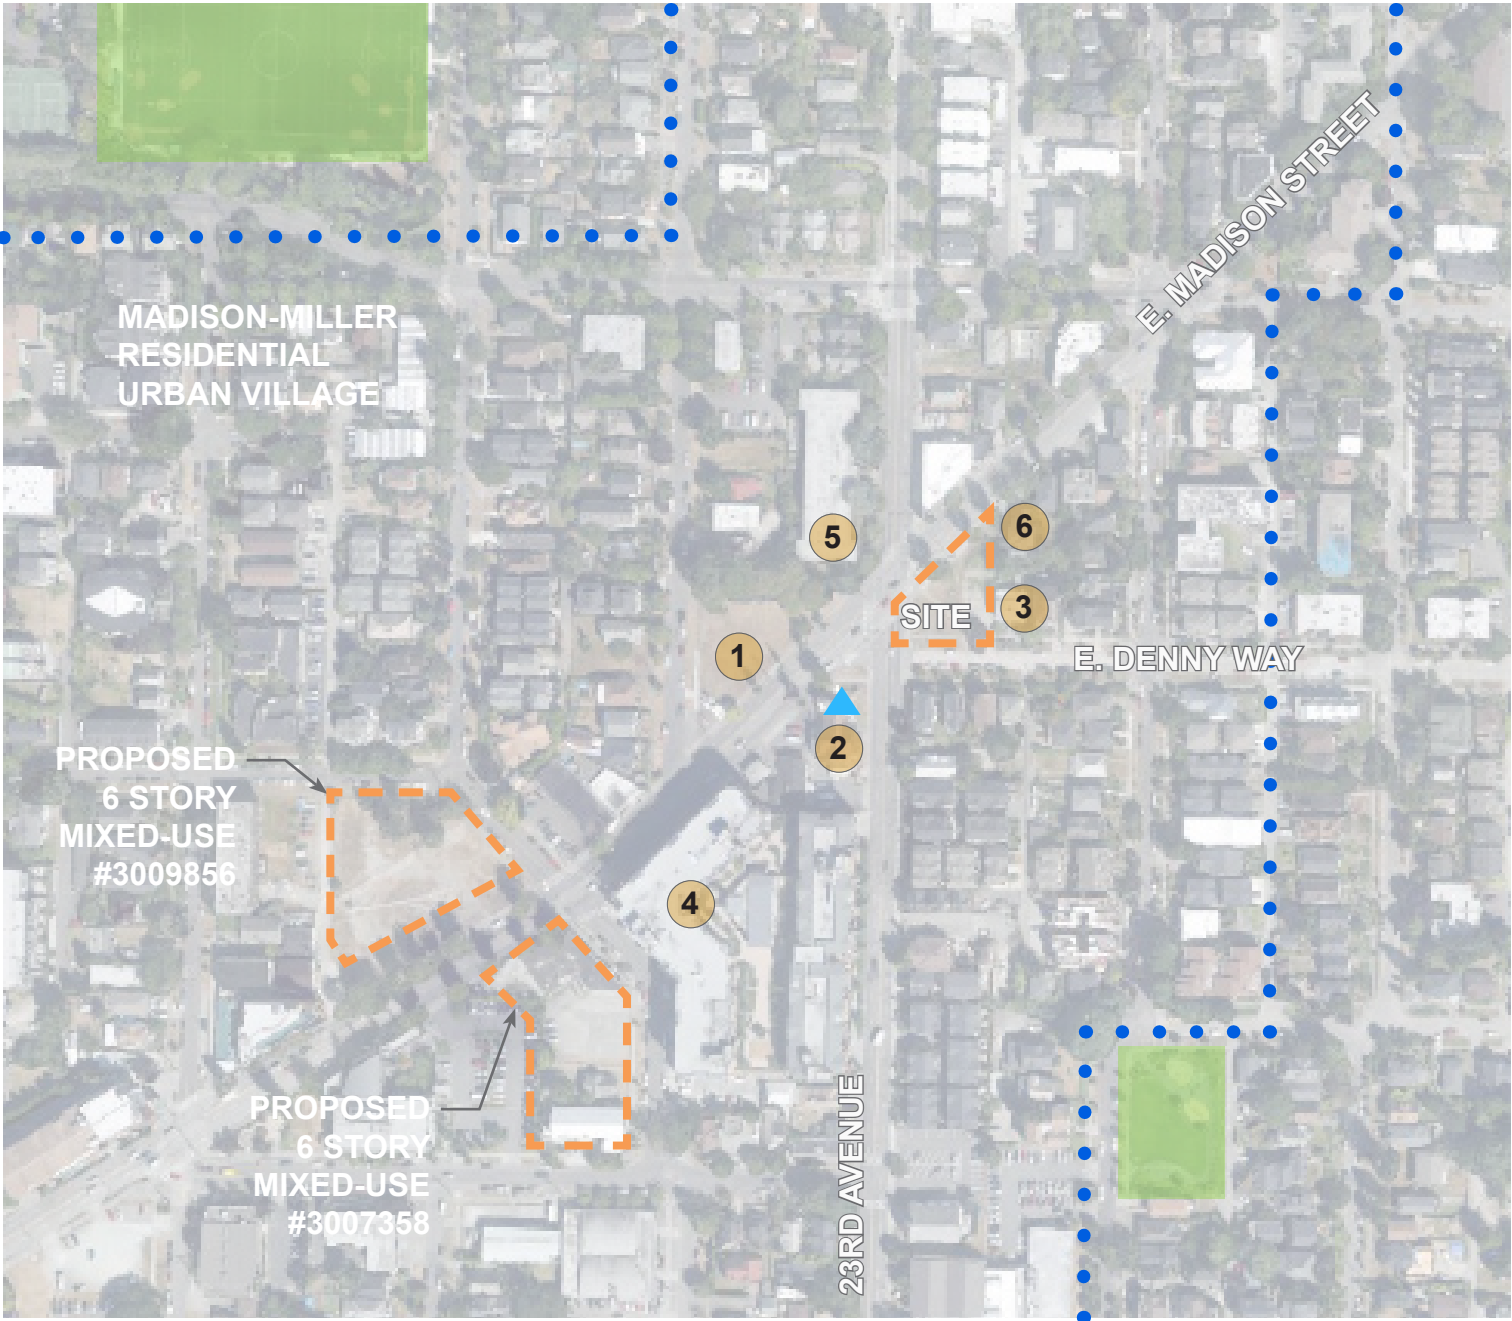 E. MADISON STREET
MADISON-MILLER
RESIDENTIAL
URBAN VILLAGE
5
6
3
SITE
1
E. DENNY WAY
2
PROPOSED
6 STORY
MIXED-USE
#3009856
4
PROPOSED
6 STORY
MIXED-USE
#3007358
23RD AVENUE